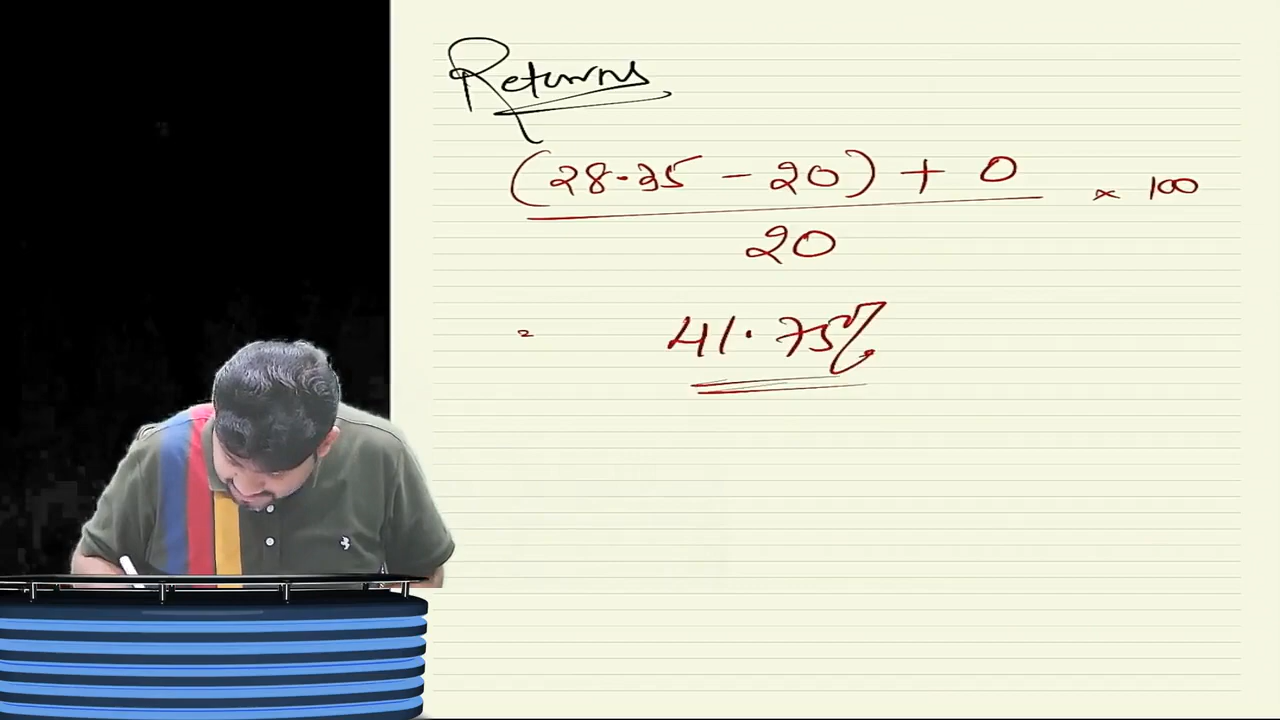 Returns
(28.35 - 20) + 0 × 100
20
= 41.75%